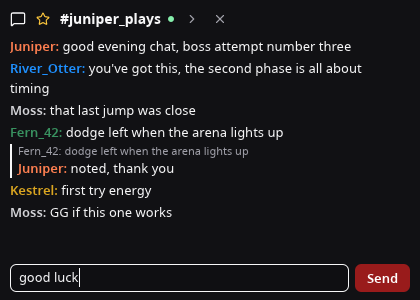 #juniper_plays
Juniper: good evening chat, boss attempt number three
River_Otter: you've got this, the second phase is all about
timing
Moss: that last jump was close
Fern_42: dodge left when the arena lights up
Fern_42: dodge left when the arena lights up
Juniper: noted, thank you
Kestrel: first try energy
Moss: GG if this one works
good luck
Send